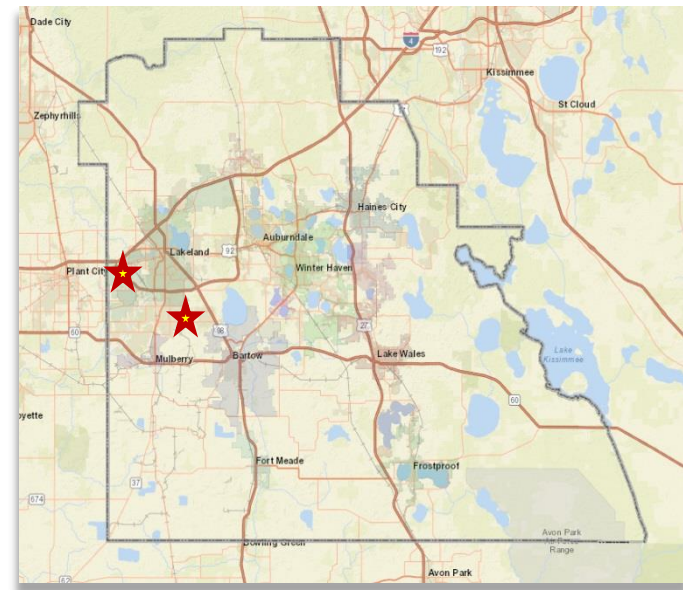 Dade City
4
192
Kissimmee
St Cloud
Zephyrhills
Haines City
Auburndale
92
Lakeland
Winter Haven
Plant City
27
60
98
Mulberry
Bartow
Lake Wales
Lake
Kissimmee
60
oyette
Fort Meade
Frostproof
37
674
Avon Park
Range
Bowling Green
Avon Park
62